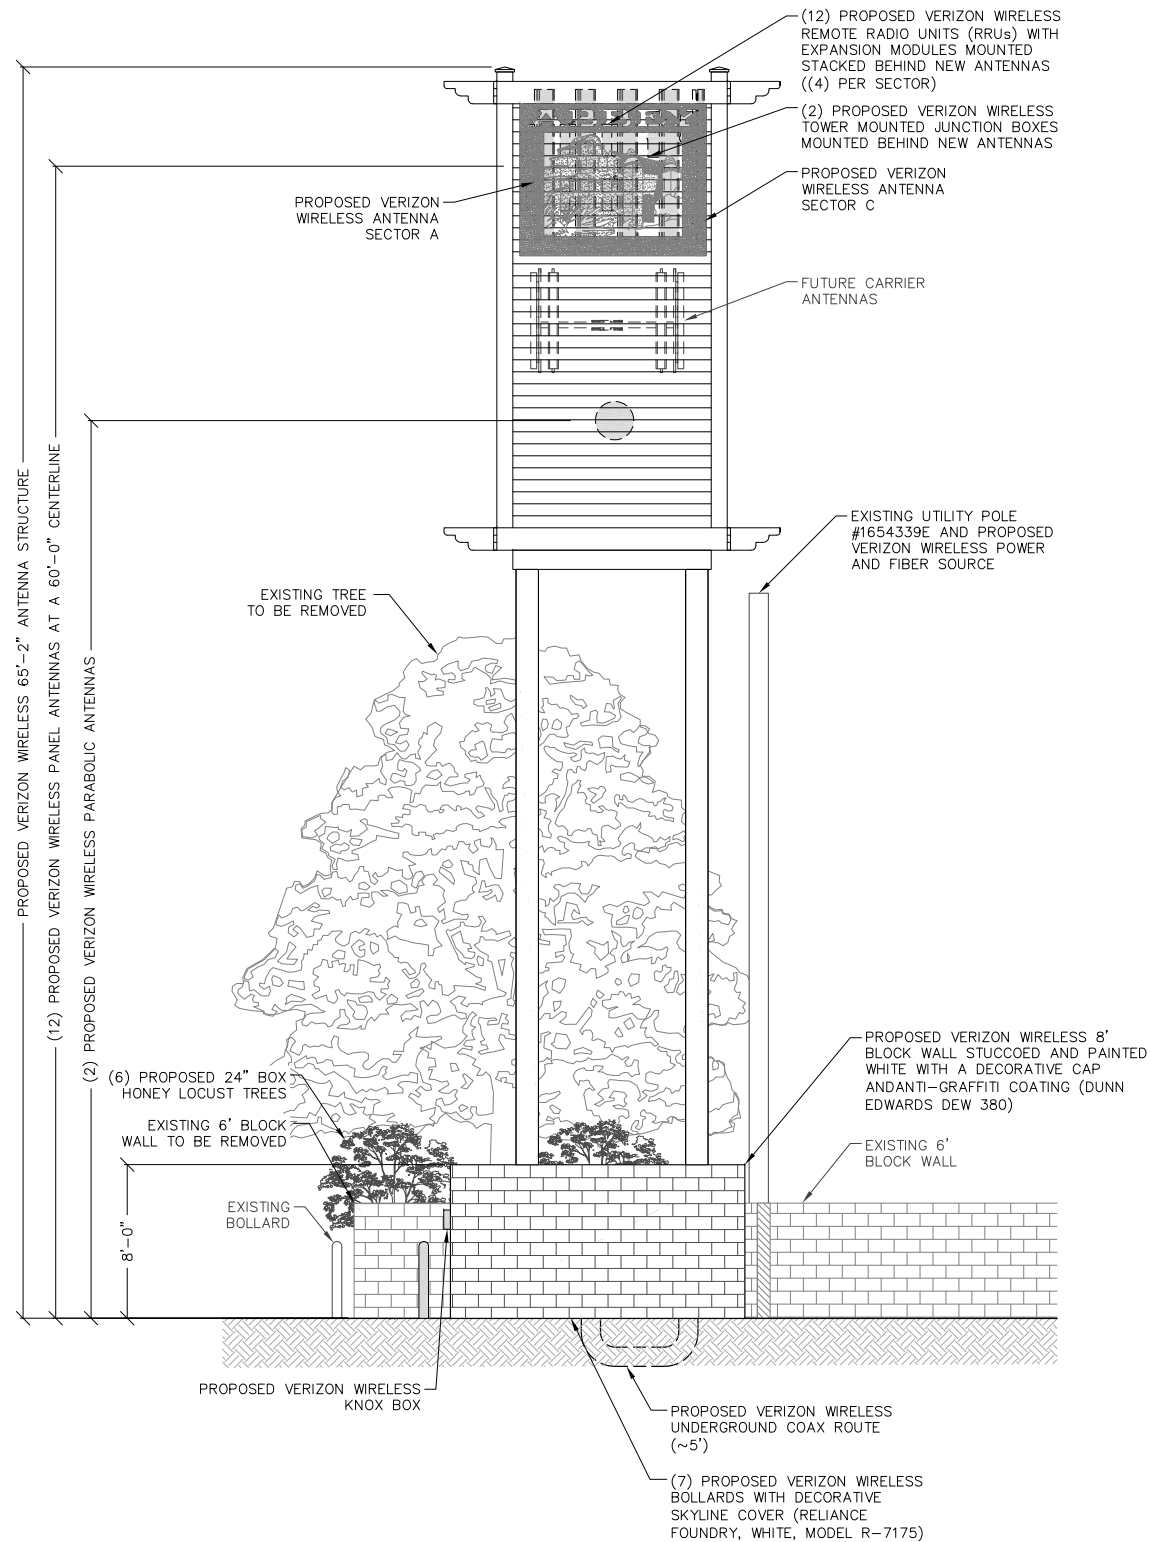 (12) PROPOSED VERIZON WIRELESS
REMOTE RADIO UNITS (RRUs) WITH
EXPANSION MODULES MOUNTED
STACKED BEHIND NEW ANTENNAS
((4) PER SECTOR)
(2) PROPOSED VERIZON WIRELESS
TOWER MOUNTED JUNCTION BOXES
MOUNTED BEHIND NEW ANTENNAS
ABBEY
PROPOSED VERIZON
WIRELESS ANTENNA
SECTOR C
PROPOSED VERIZON
WIRELESS ANTENNA
SECTOR A
FUTURE CARRIER
ANTENNAS
PROPOSED VERIZON WIRELESS 65'-2" ANTENNA STRUCTURE
(12) PROPOSED VERIZON WIRELESS PANEL ANTENNAS AT A 60'-0" CENTERLINE
(2) PROPOSED VERIZON WIRELESS PARABOLIC ANTENNAS
EXISTING UTILITY POLE
#1654339E AND PROPOSED
VERIZON WIRELESS POWER
AND FIBER SOURCE
EXISTING TREE
TO BE REMOVED
PROPOSED VERIZON WIRELESS 8'
BLOCK WALL STUCCOED AND PAINTED
WHITE WITH A DECORATIVE CAP
ANDANTI-GRAFFITI COATING (DUNN
EDWARDS DEW 380)
(6) PROPOSED 24" BOX
HONEY LOCUST TREES
EXISTING 6' BLOCK
WALL TO BE REMOVED
EXISTING 6'
BLOCK WALL
EXISTING
BOLLARD
8'-0"
PROPOSED VERIZON WIRELESS
KNOX BOX
PROPOSED VERIZON WIRELESS
UNDERGROUND COAX ROUTE
(~5')
(7) PROPOSED VERIZON WIRELESS
BOLLARDS WITH DECORATIVE
SKYLINE COVER (RELIANCE
FOUNDRY, WHITE, MODEL R-7175)